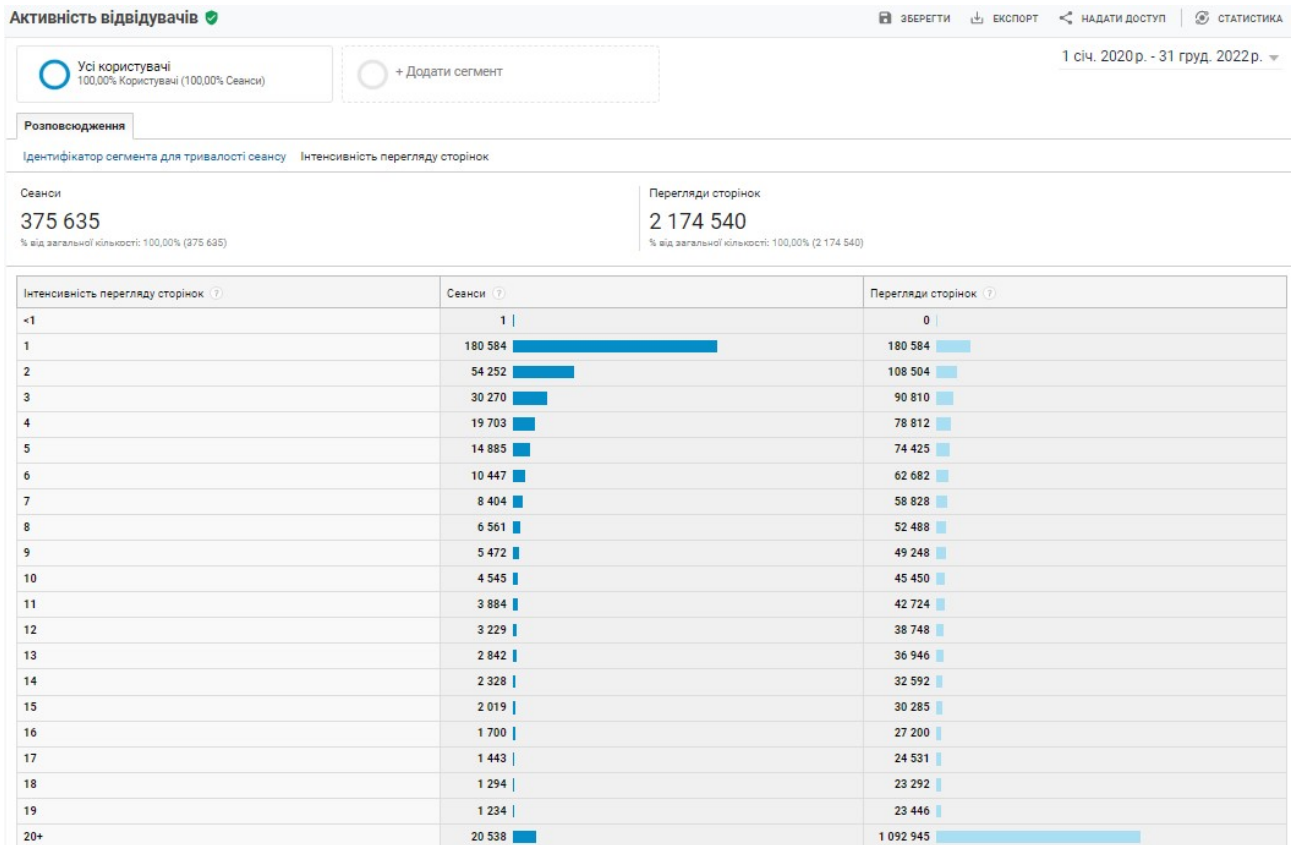 Активність відвідувачів
ЗБЕРЕГТИ ЕКСПОРТ НАДАТИ ДОСТУП СТАТИСТИКА
Усі користувачі
100,00% Користувачі (100,00% Сеанси)
+ Додати сегмент
1 січ. 2020 р. - 31 груд. 2022 р.
Розповсюдження
Ідентифікатор сегмента для тривалості сеансу Інтенсивність перегляду сторінок
Сеанси
375 635
% від загальної кількості: 100,00% (375 635)
Перегляди сторінок
2 174 540
% від загальної кількості: 100,00% (2 174 540)
Інтенсивність перегляду сторінок ? Сеанси ? Перегляди сторінок ?
<1 1 0
1 180 584 180 584
2 54 252 108 504
3 30 270 90 810
4 19 703 78 812
5 14 885 74 425
6 10 447 62 682
7 8 404 58 828
8 6 561 52 488
9 5 472 49 248
10 4 545 45 450
11 3 884 42 724
12 3 229 38 748
13 2 842 36 946
14 2 328 32 592
15 2 019 30 285
16 1 700 27 200
17 1 443 24 531
18 1 294 23 292
19 1 234 23 446
20+ 20 538 1 092 945